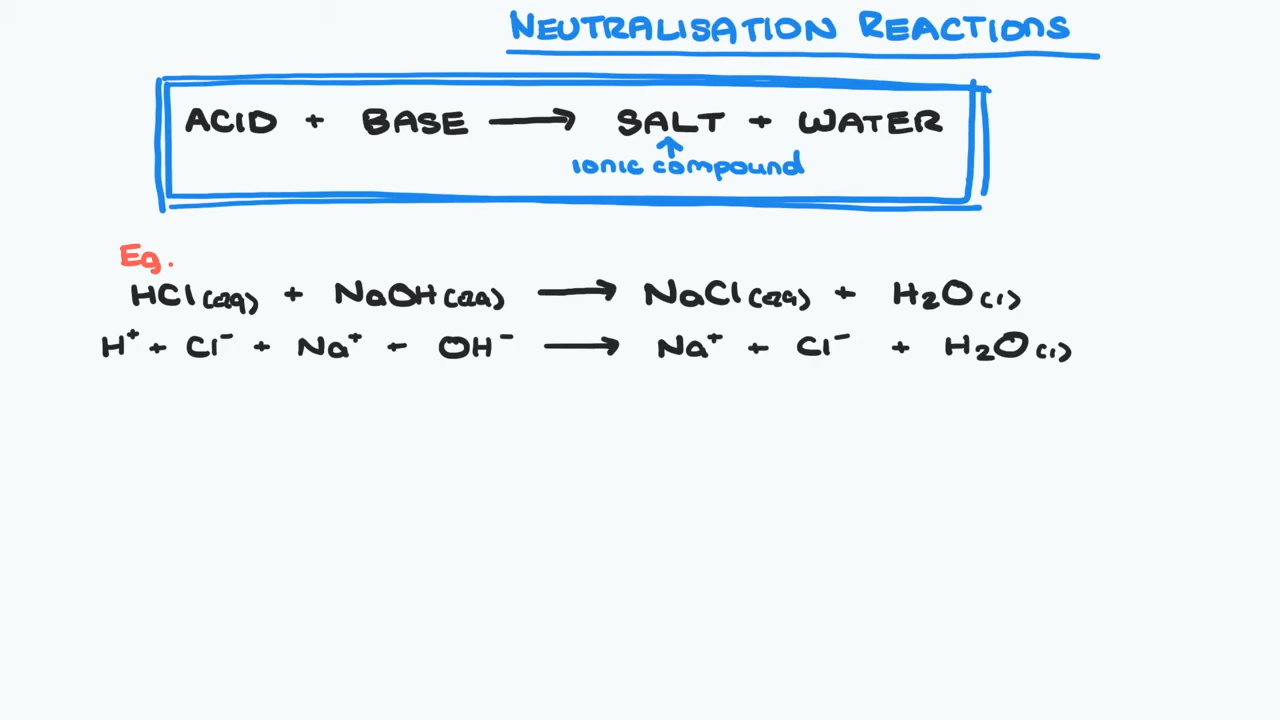 NEUTRALISATION REACTIONS
ACID + BASE → SALT + WATER
↑
ionic compound
Eg.
HCl(aq) + NaOH(aq) → NaCl(aq) + H₂O(l)
H⁺ + Cl⁻ + Na⁺ + OH⁻ → Na⁺ + Cl⁻ + H₂O(l)